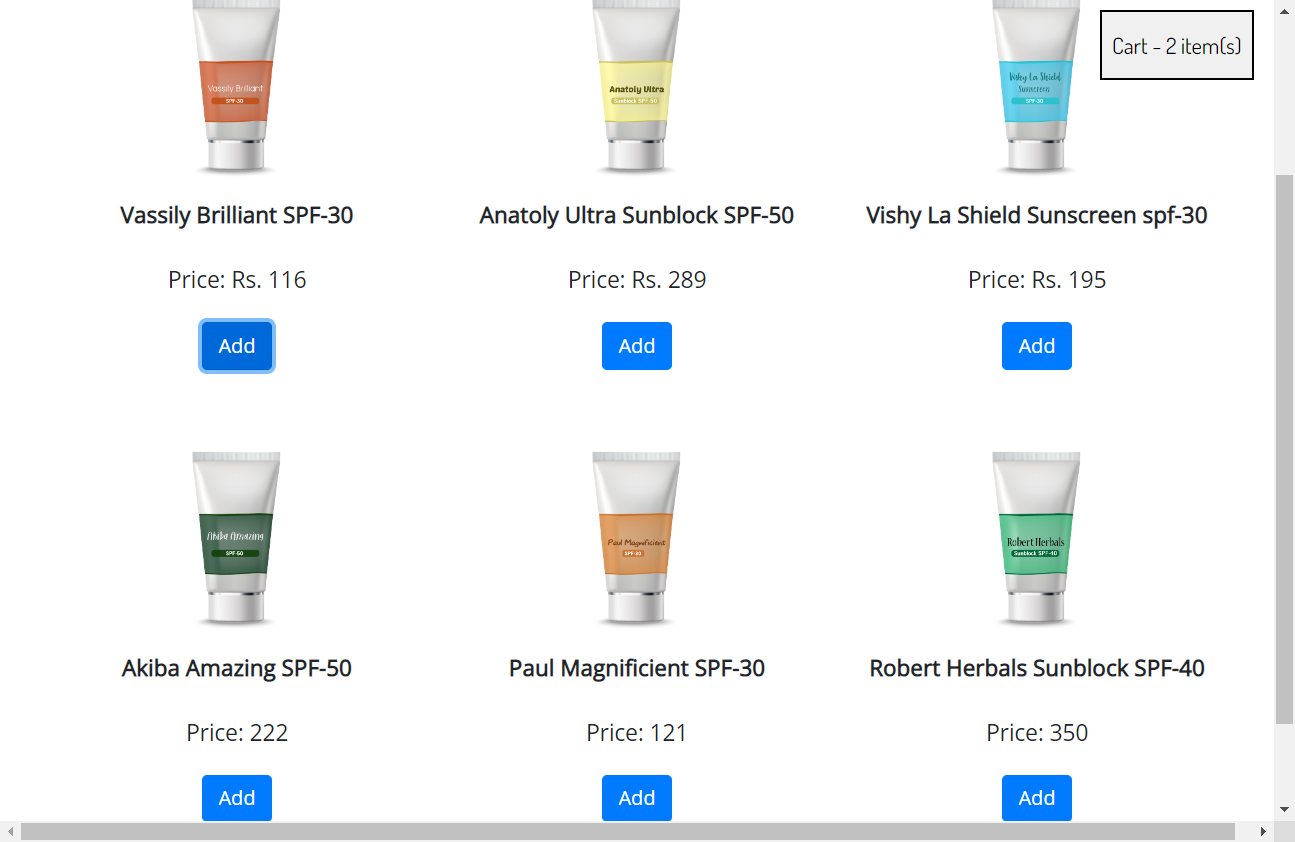 Cart - 2 item(s)
Vassily Brilliant
SPF-30
Anatoly Ultra
Sunblock SPF-50
Vishy La Shield
Sunscreen
SPF-30
Vassily Brilliant SPF-30
Anatoly Ultra Sunblock SPF-50
Vishy La Shield Sunscreen spf-30
Price: Rs. 116
Price: Rs. 289
Price: Rs. 195
Add
Add
Add
Akiba Amazing
SPF-50
Paul Magnificient
SPF-30
Robert Herbals
Sunblock SPF-40
Akiba Amazing SPF-50
Paul Magnificient SPF-30
Robert Herbals Sunblock SPF-40
Price: 222
Price: 121
Price: 350
Add
Add
Add